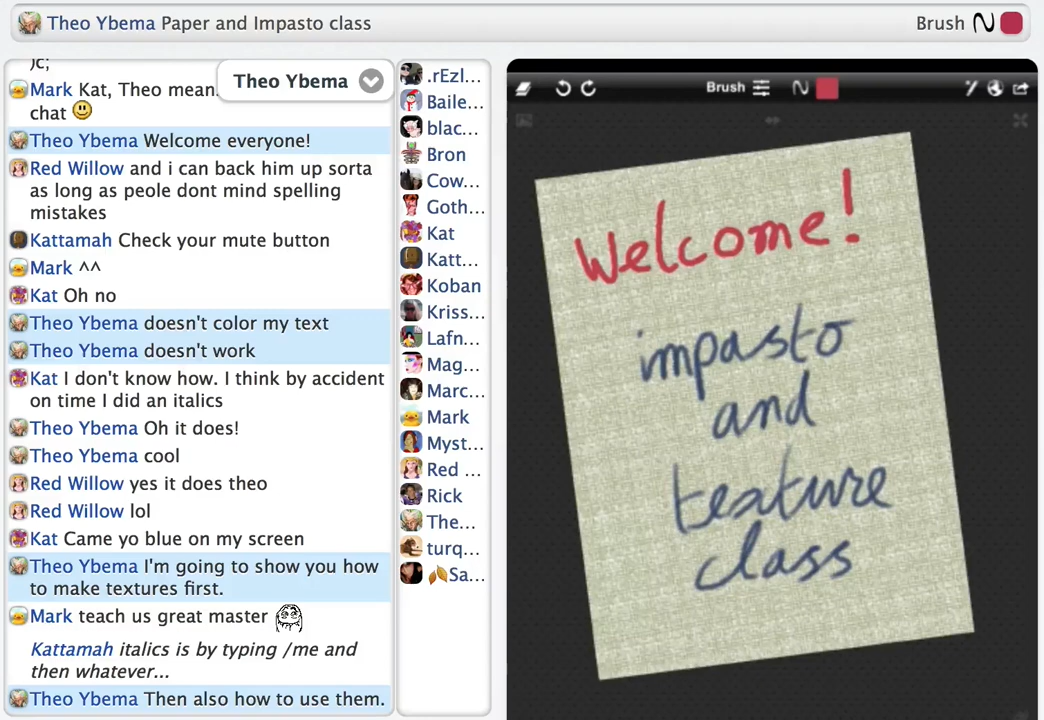 Theo Ybema Paper and Impasto class
Brush
)c;
Theo Ybema
Mark Kat, Theo mean.
chat
Theo Ybema Welcome everyone!
Red Willow and i can back him up sorta
as long as peole dont mind spelling
mistakes
Kattamah Check your mute button
Mark ^^
Kat Oh no
Theo Ybema doesn't color my text
Theo Ybema doesn't work
Kat I don't know how. I think by accident
on time I did an italics
Theo Ybema Oh it does!
Theo Ybema cool
Red Willow yes it does theo
Red Willow lol
Kat Came yo blue on my screen
Theo Ybema I'm going to show you how
to make textures first.
Mark teach us great master
Kattamah italics is by typing /me and
then whatever...
Theo Ybema Then also how to use them.
.rEzl...
Baile...
blac...
Bron
Cow...
Goth...
Kat
Katt...
Koban
Kriss...
Lafn...
Mag...
Marc...
Mark
Myst...
Red ...
Rick
The...
turq...
Sa...
Brush
Welcome!
impasto
and
texture
class